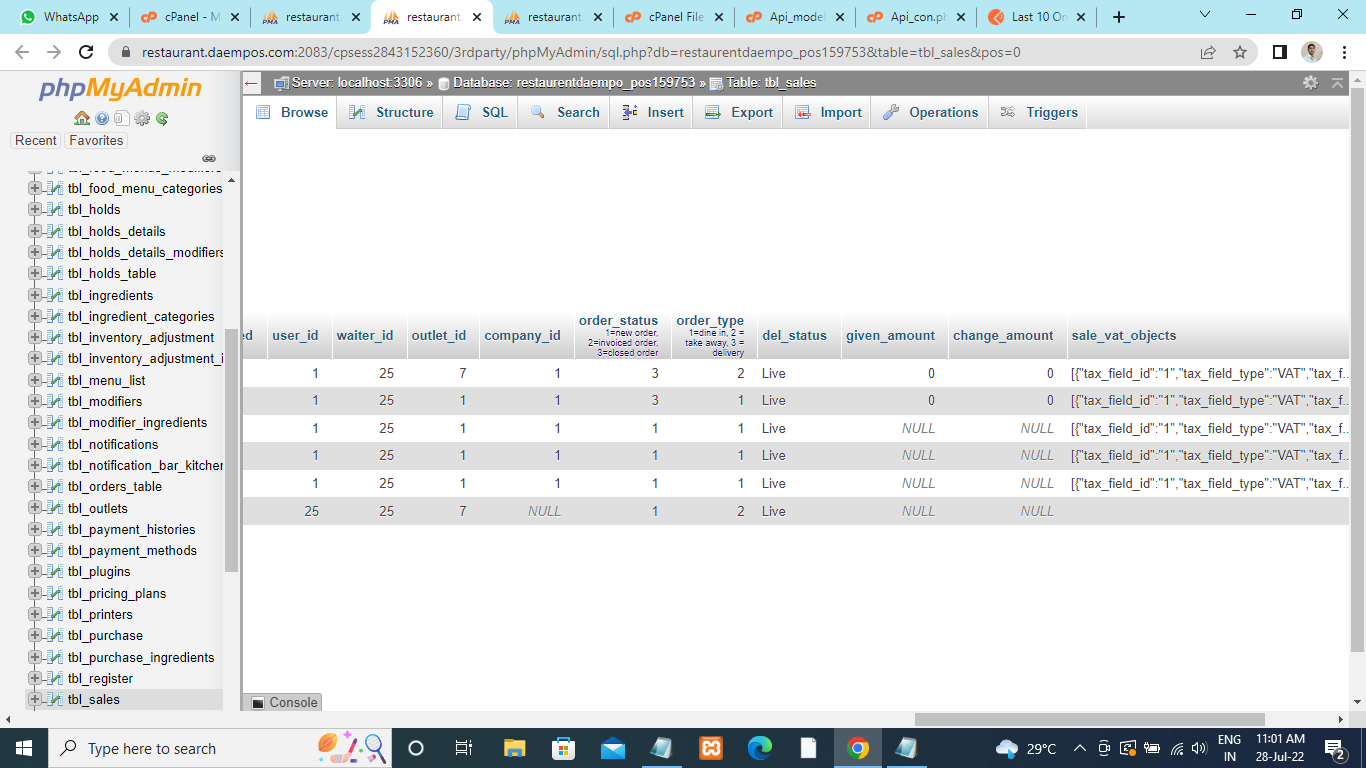 WhatsApp
cPanel - M
restaurant.
restaurant.
restaurant.
cPanel File
Api_model
Api_con.ph
Last 10 Or
restaurant.daempos.com:2083/cpsess2843152360/3rdparty/phpMyAdmin/sql.php?db=restaurentdaempo_pos159753&table=tbl_sales&pos=0
phpMyAdmin
Recent Favorites
tbl_food_menu_categories
tbl_holds
tbl_holds_details
tbl_holds_details_modifiers
tbl_holds_table
tbl_ingredients
tbl_ingredient_categories
tbl_inventory_adjustment
tbl_inventory_adjustment_i
tbl_menu_list
tbl_modifiers
tbl_modifier_ingredients
tbl_notifications
tbl_notification_bar_kitchen
tbl_orders_table
tbl_outlets
tbl_payment_histories
tbl_payment_methods
tbl_plugins
tbl_pricing_plans
tbl_printers
tbl_purchase
tbl_purchase_ingredients
tbl_register
tbl_sales
Server: localhost:3306 » Database: restaurentdaempo_pos159753 » Table: tbl_sales
Browse Structure SQL Search Insert Export Import Operations Triggers
ed user_id waiter_id outlet_id company_id order_status order_type del_status given_amount change_amount sale_vat_objects
1=new order, 2=invoiced order, 3=closed order
1=dine in, 2 = take away, 3 = delivery
1 25 7 1 3 2 Live 0 0 [{"tax_field_id":"1","tax_field_type":"VAT","tax_f...
1 25 1 1 3 1 Live 0 0 [{"tax_field_id":"1","tax_field_type":"VAT","tax_f...
1 25 1 1 1 1 Live NULL NULL [{"tax_field_id":"1","tax_field_type":"VAT","tax_f...
1 25 1 1 1 1 Live NULL NULL [{"tax_field_id":"1","tax_field_type":"VAT","tax_f...
1 25 1 1 1 1 Live NULL NULL [{"tax_field_id":"1","tax_field_type":"VAT","tax_f...
25 25 7 NULL 1 2 Live NULL NULL
Console
Type here to search
29°C
ENG
IN
11:01 AM
28-Jul-22
2